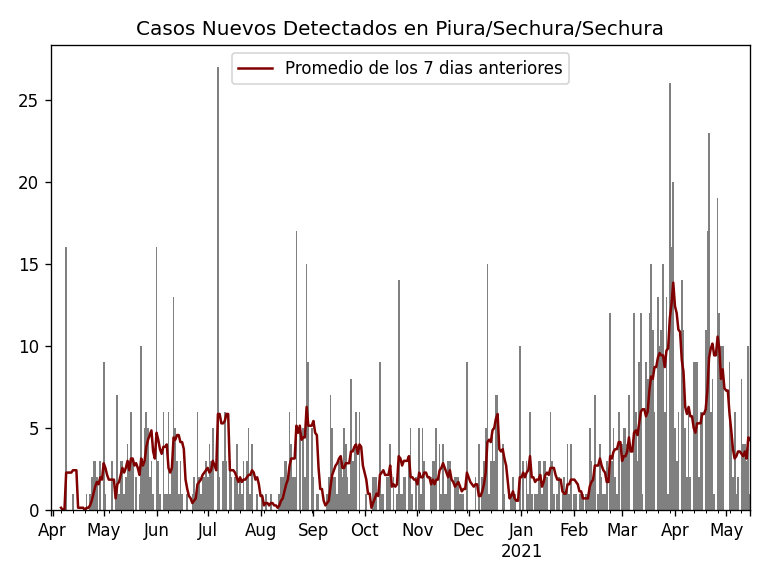 Casos Nuevos Detectados en Piura/Sechura/Sechura
Promedio de los 7 dias anteriores
25
20
15
10
5
0
Apr May Jun Jul Aug Sep Oct Nov Dec Jan Feb Mar Apr May
2021